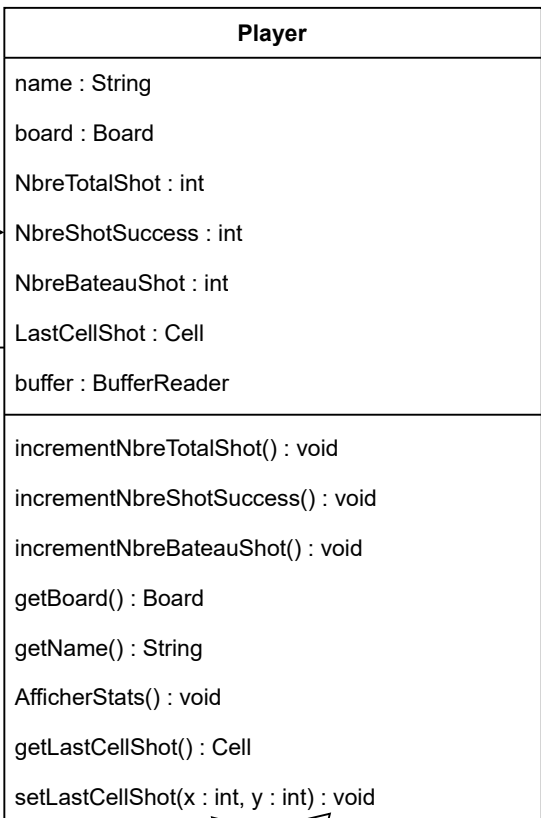 Player
name : String
board : Board
NbreTotalShot : int
NbreShotSuccess : int
NbreBateauShot : int
LastCellShot : Cell
buffer : BufferReader
incrementNbreTotalShot() : void
incrementNbreShotSuccess() : void
incrementNbreBateauShot() : void
getBoard() : Board
getName() : String
AfficherStats() : void
getLastCellShot() : Cell
setLastCellShot(x : int, y : int) : void